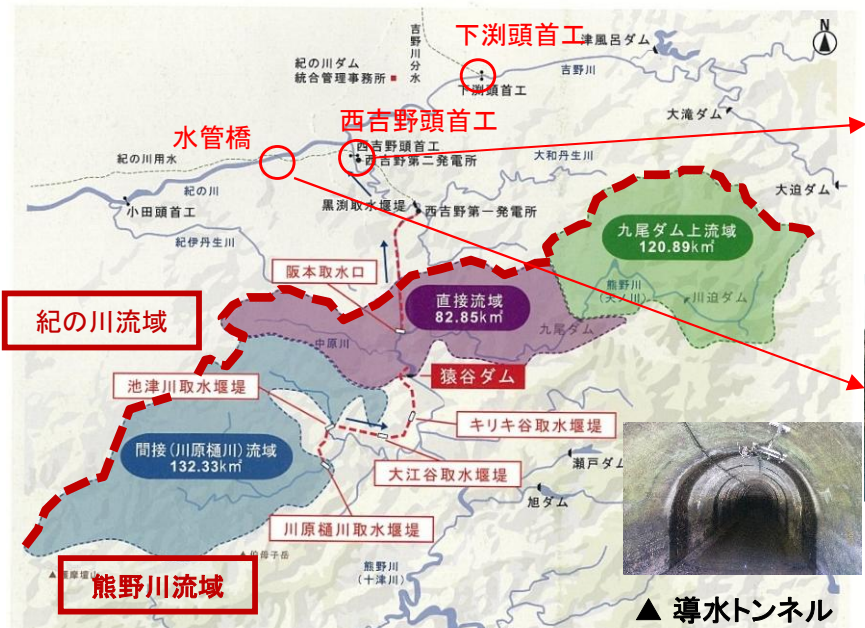 下渕頭首工
津風呂ダム
N
吉野川分水
吉野川
紀の川ダム
統合管理事務所
下渕頭首工
大滝ダム
水管橋
西吉野頭首工
西吉野頭首工
西吉野第二発電所
大和丹生川
紀の川用水
紀の川
大迫ダム
小田頭首工
黒渕取水堰堤
西吉野第一発電所
紀伊丹生川
九尾ダム上流域
120.89k㎡
阪本取水口
直接流域
82.85k㎡
熊野川
(天ノ川)
川迫ダム
紀の川流域
中原川
九尾ダム
猿谷ダム
池津川取水堰堤
キリキ谷取水堰堤
間接(川原樋川)流域
132.33k㎡
瀬戸ダム
大江谷取水堰堤
旭ダム
川原樋川取水堰堤
伯母子岳
熊野川
(十津川)
熊野川流域
▲ 導水トンネル